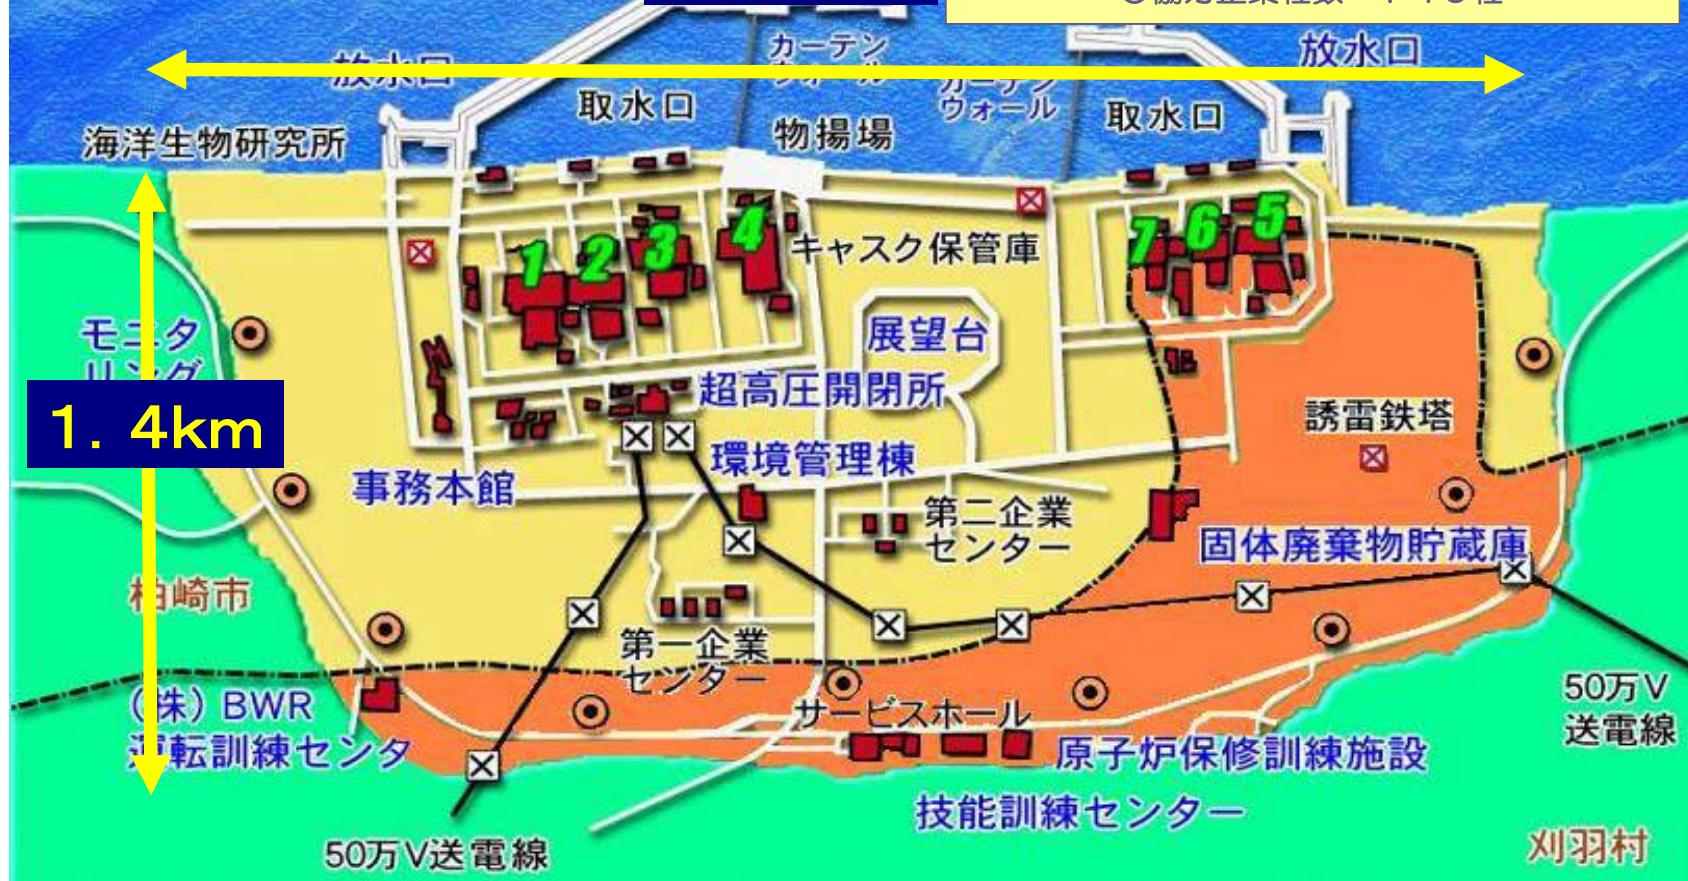 放水口
カーテン
ウォール
カーテン
ウォール
放水口
取水口
取水口
海洋生物研究所
物揚場
1
2
3
4
7
6
5
キャスク保管庫
モニタ
リング
展望台
超高圧開閉所
1. 4km
誘雷鉄塔
環境管理棟
事務本館
第二企業
センター
固体廃棄物貯蔵庫
柏崎市
第一企業
センター
(株) BWR
運転訓練センタ
サービスホール
50万V
送電線
原子炉保修訓練施設
技能訓練センター
50万V送電線
刈羽村